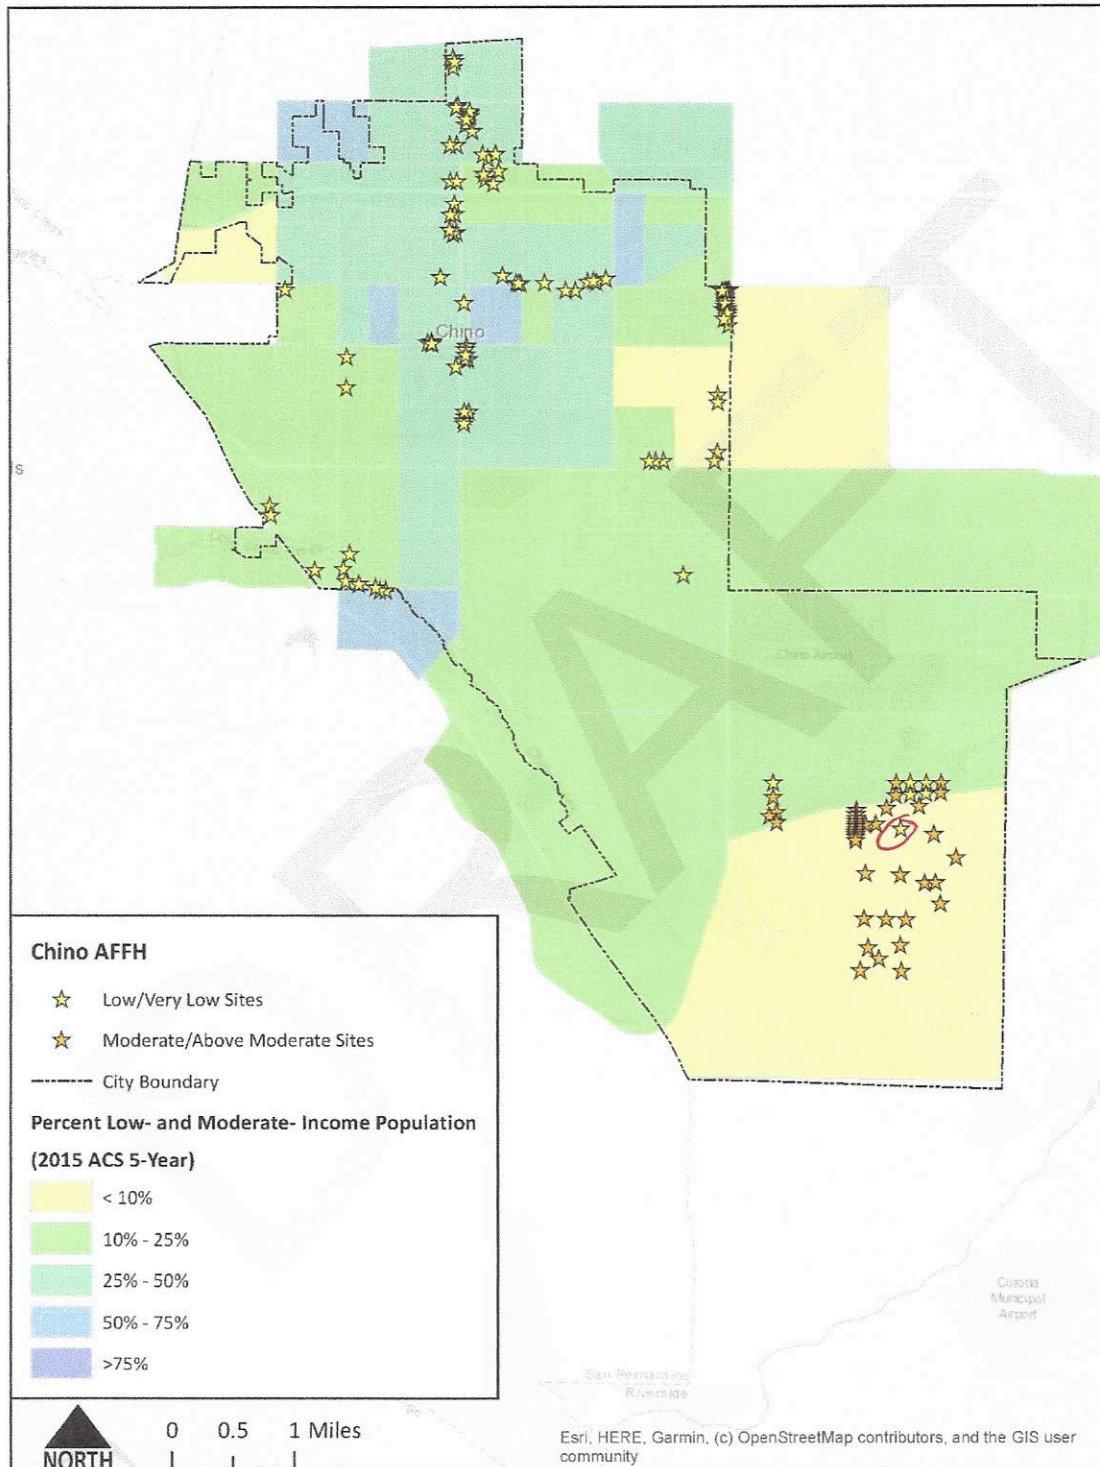 Chino
Chino Airport
DRAFT
s
Chino AFFH
Low/Very Low Sites
Moderate/Above Moderate Sites
City Boundary
Percent Low- and Moderate- Income Population
(2015 ACS 5-Year)
< 10%
10% - 25%
25% - 50%
50% - 75%
>75%
Corona
Municipal
Airport
San Bernardino
Riverside
NORTH
0 0.5 1 Miles
Esri, HERE, Garmin, (c) OpenStreetMap contributors, and the GIS user
community